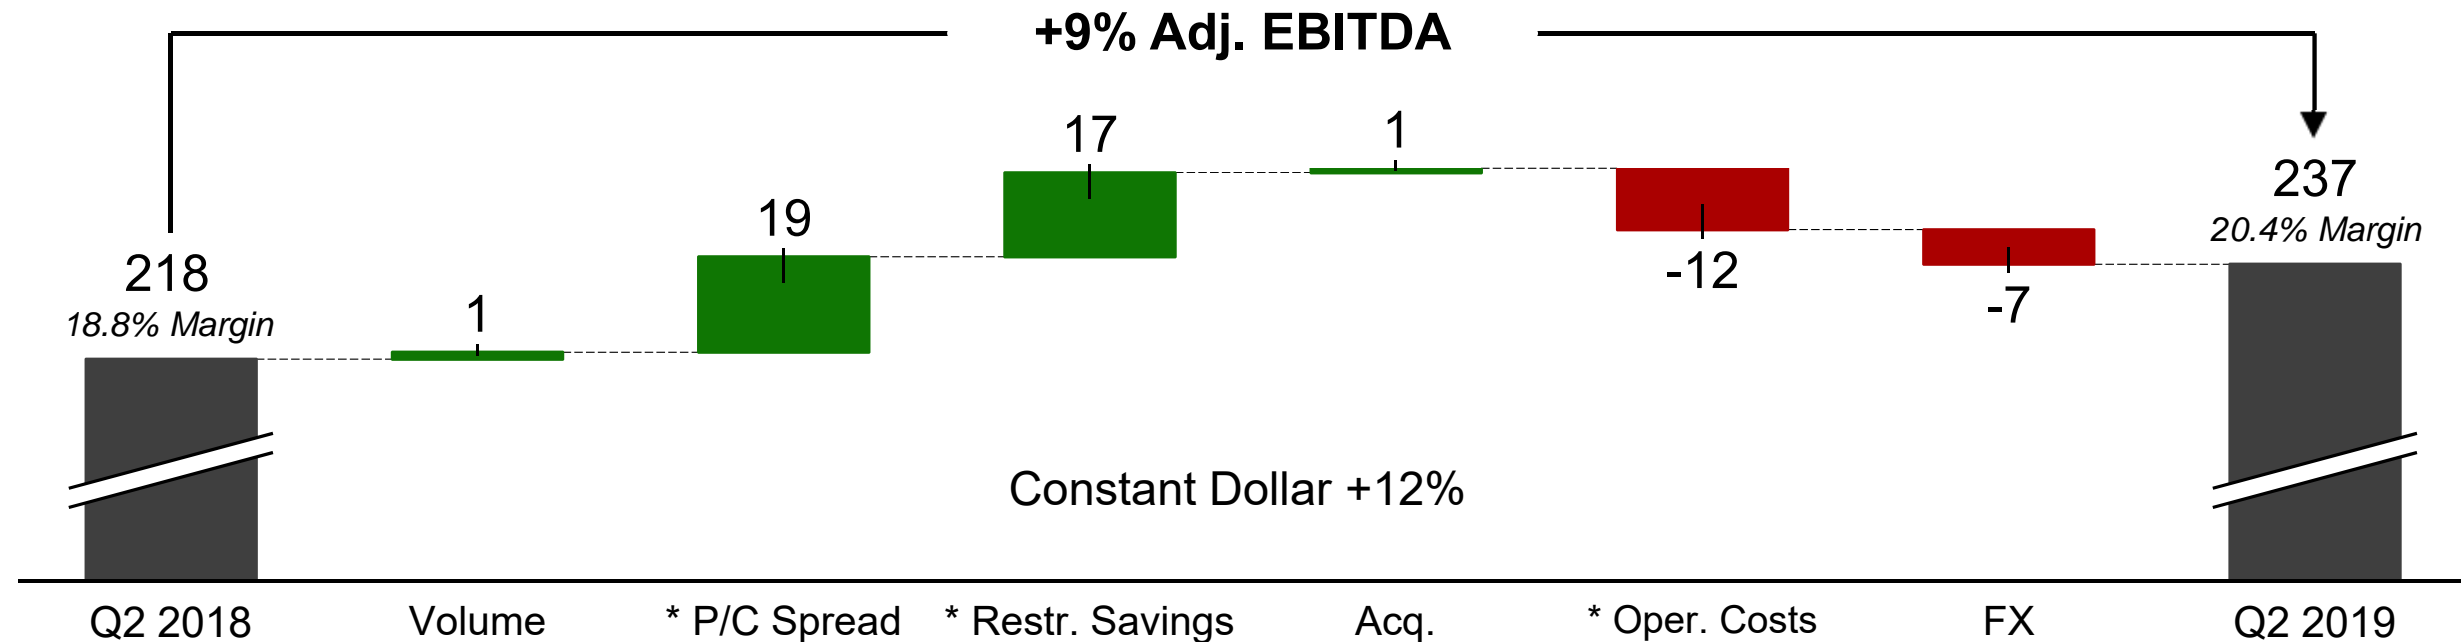 +9% Adj. EBITDA
17
1
237
20.4% Margin
19
218
18.8% Margin
-12
-7
1
Constant Dollar +12%
Q2 2018
Volume
* P/C Spread
* Restr. Savings
Acq.
* Oper. Costs
FX
Q2 2019